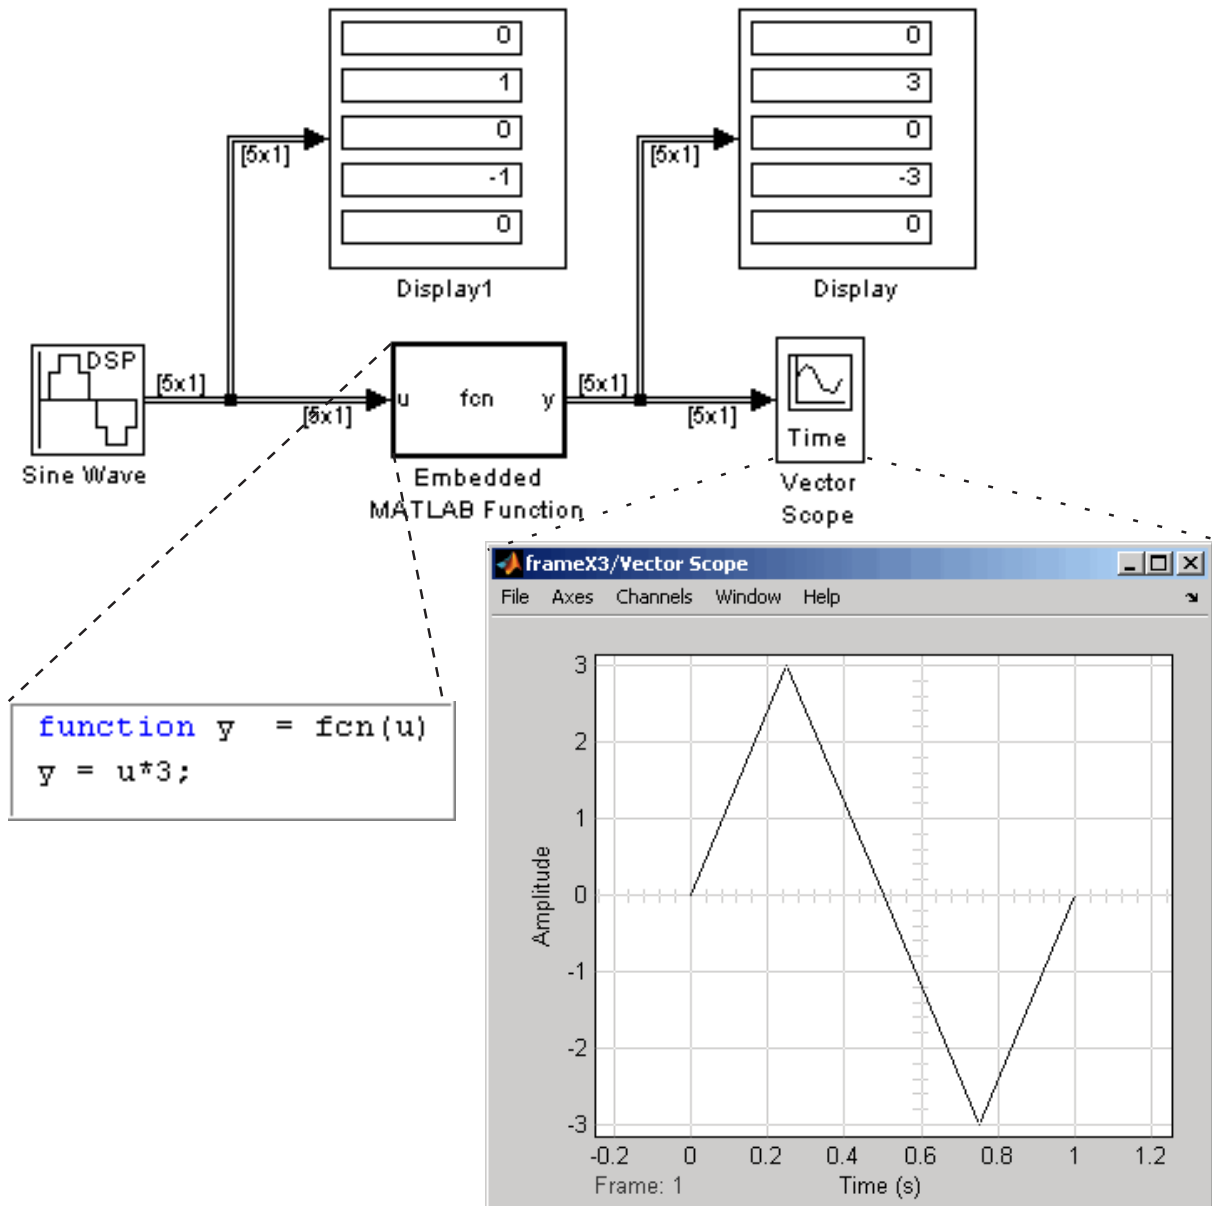 0
1
0
-1
0
Display1
0
3
0
-3
0
Display
[5x1]
[5x1]
DSP
Sine Wave
[5x1]
[5x1]
u fcn y
Embedded
MATLAB Function
[5x1]
[5x1]
Time
Vector
Scope
function y = fcn(u)
y = u*3;
frameX3/Vector Scope
File Axes Channels Window Help
3
2
1
0
-1
-2
-3
Amplitude
-0.2 0 0.2 0.4 0.6 0.8 1 1.2
Frame: 1
Time (s)